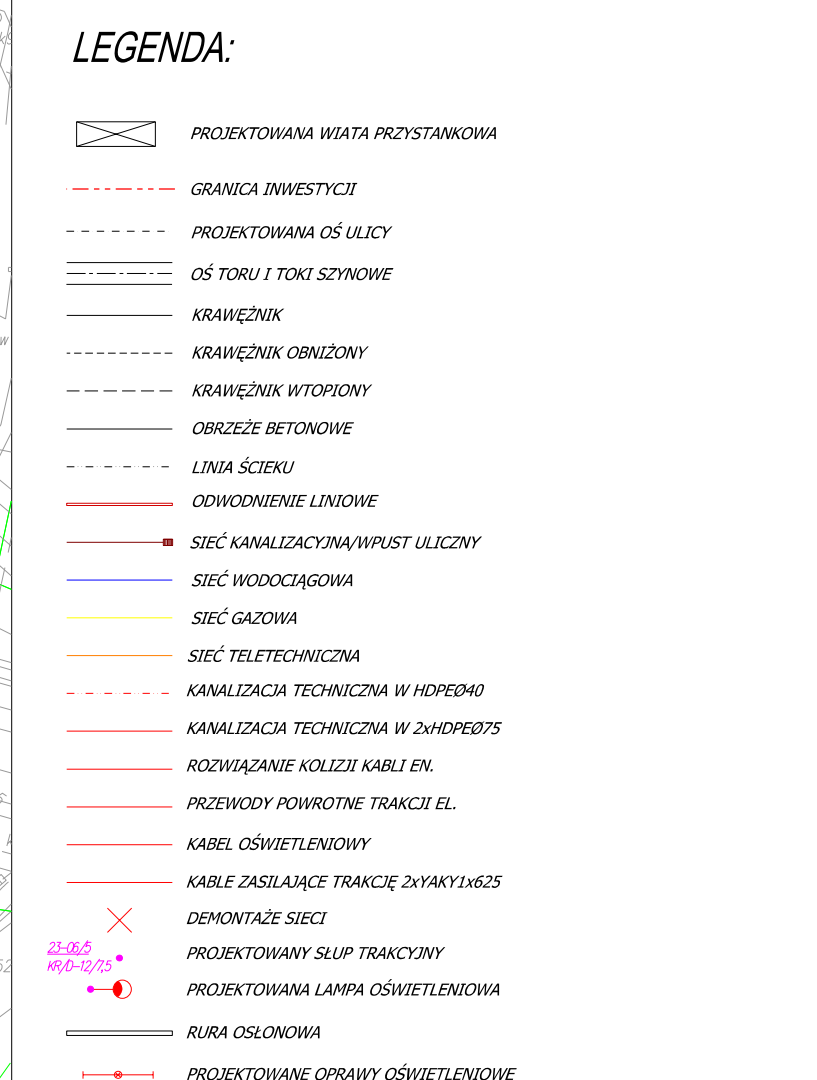 LEGENDA:
PROJEKTOWANA WIATA PRZYSTANKOWA
GRANICA INWESTYCJI
PROJEKTOWANA OŚ ULICY
OŚ TORU I TOKI SZYNOWE
KRAWĘŻNIK
KRAWĘŻNIK OBNIŻONY
KRAWĘŻNIK WTOPIONY
OBRZEŻE BETONOWE
LINIA ŚCIEKU
ODWODNIENIE LINIOWE
SIEĆ KANALIZACYJNA/WPUST ULICZNY
SIEĆ WODOCIĄGOWA
SIEĆ GAZOWA
SIEĆ TELETECHNICZNA
KANALIZACJA TECHNICZNA W HDPEØ40
KANALIZACJA TECHNICZNA W 2xHDPEØ75
ROZWIĄZANIE KOLIZJI KABLI EN.
PRZEWODY POWROTNE TRAKCJI EL.
KABEL OŚWIETLENIOWY
KABLE ZASILAJĄCE TRAKCJĘ 2xYAKY1x625
DEMONTAŻE SIECI
23-06/5
KR/D-12/7,5
PROJEKTOWANY SŁUP TRAKCYJNY
PROJEKTOWANA LAMPA OŚWIETLENIOWA
RURA OSŁONOWA
PROJEKTOWANE OPRAWY OŚWIETLENIOWE